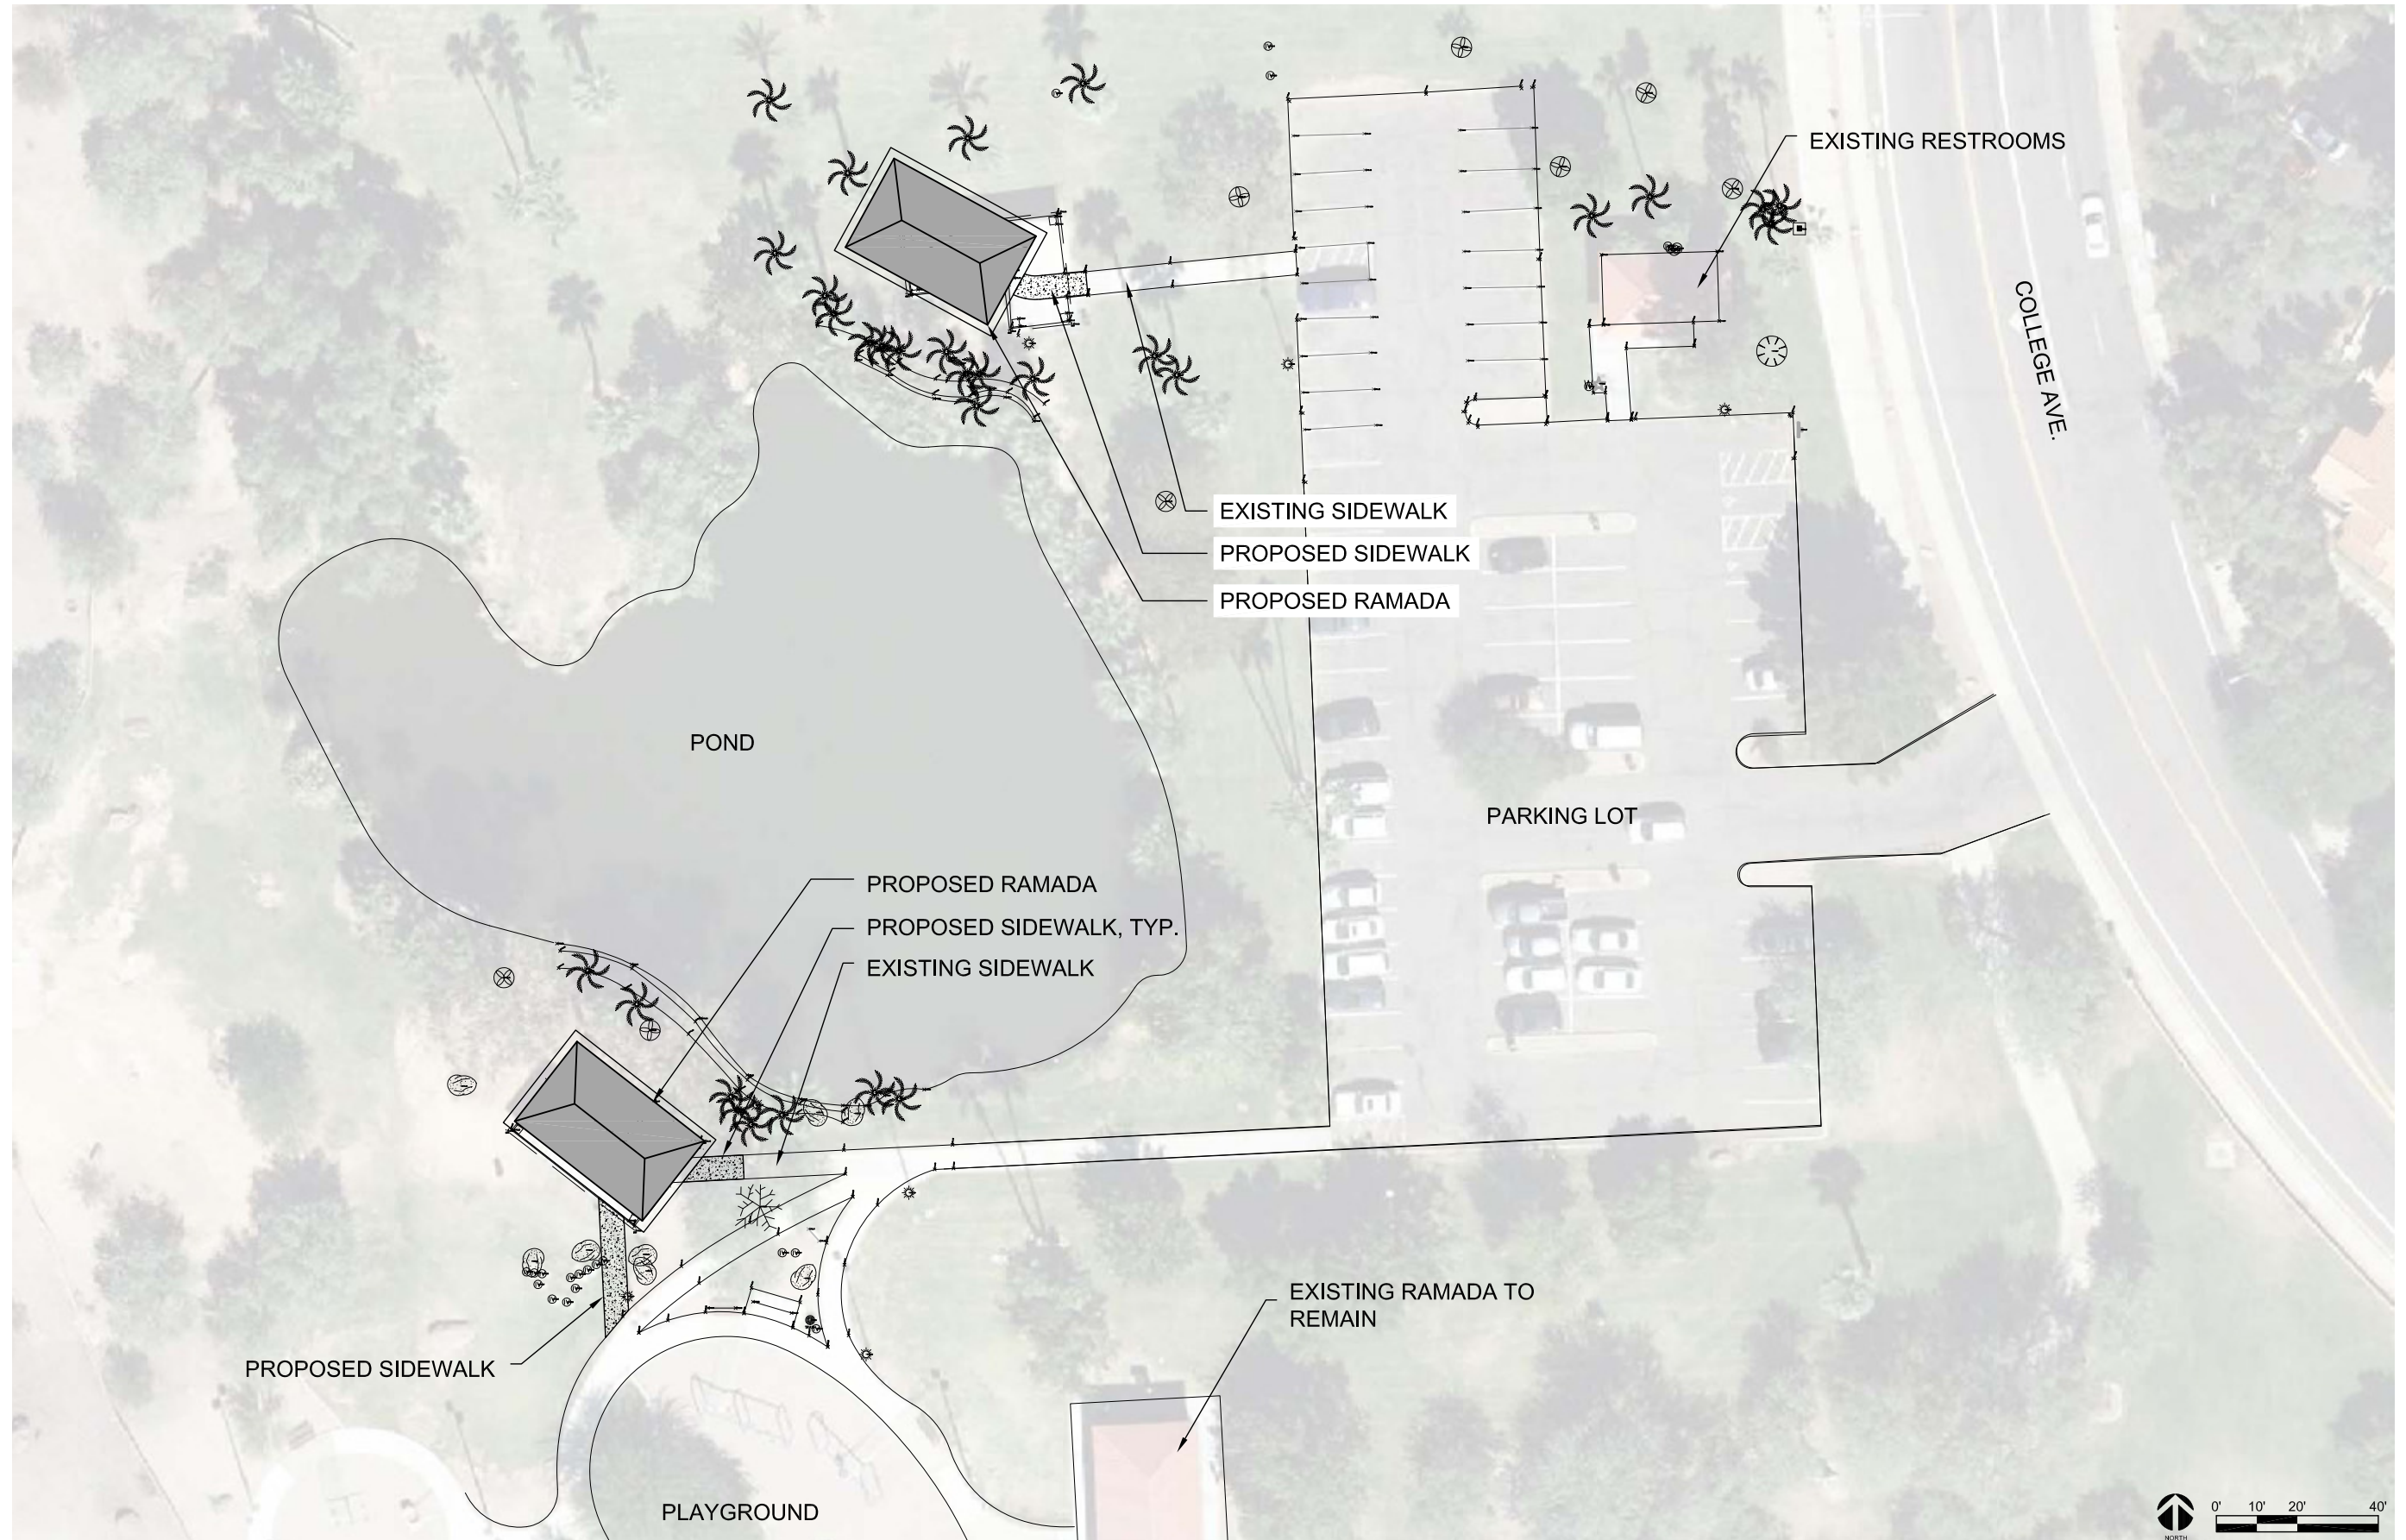 EXISTING RESTROOMS
COLLEGE AVE.
EXISTING SIDEWALK
PROPOSED SIDEWALK
PROPOSED RAMADA
POND
PARKING LOT
PROPOSED RAMADA
PROPOSED SIDEWALK, TYP.
EXISTING SIDEWALK
EXISTING RAMADA TO
REMAIN
PROPOSED SIDEWALK
PLAYGROUND
0' 10' 20' 40'
NORTH